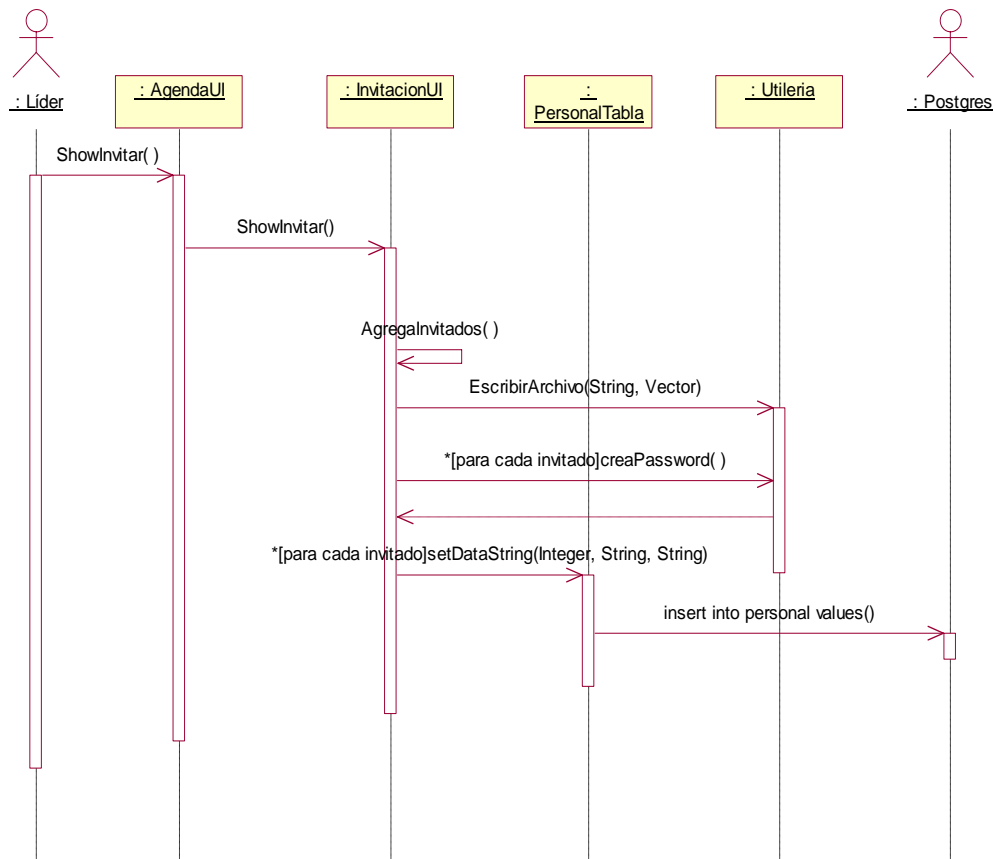 : Líder
: AgendaUI
: InvitacionUI
:
PersonalTabla
: Utileria
: Postgres
ShowInvitar( )
ShowInvitar()
AgregaInvitados( )
EscribirArchivo(String, Vector)
*[para cada invitado]creaPassword( )
*[para cada invitado]setDataString(Integer, String, String)
insert into personal values()